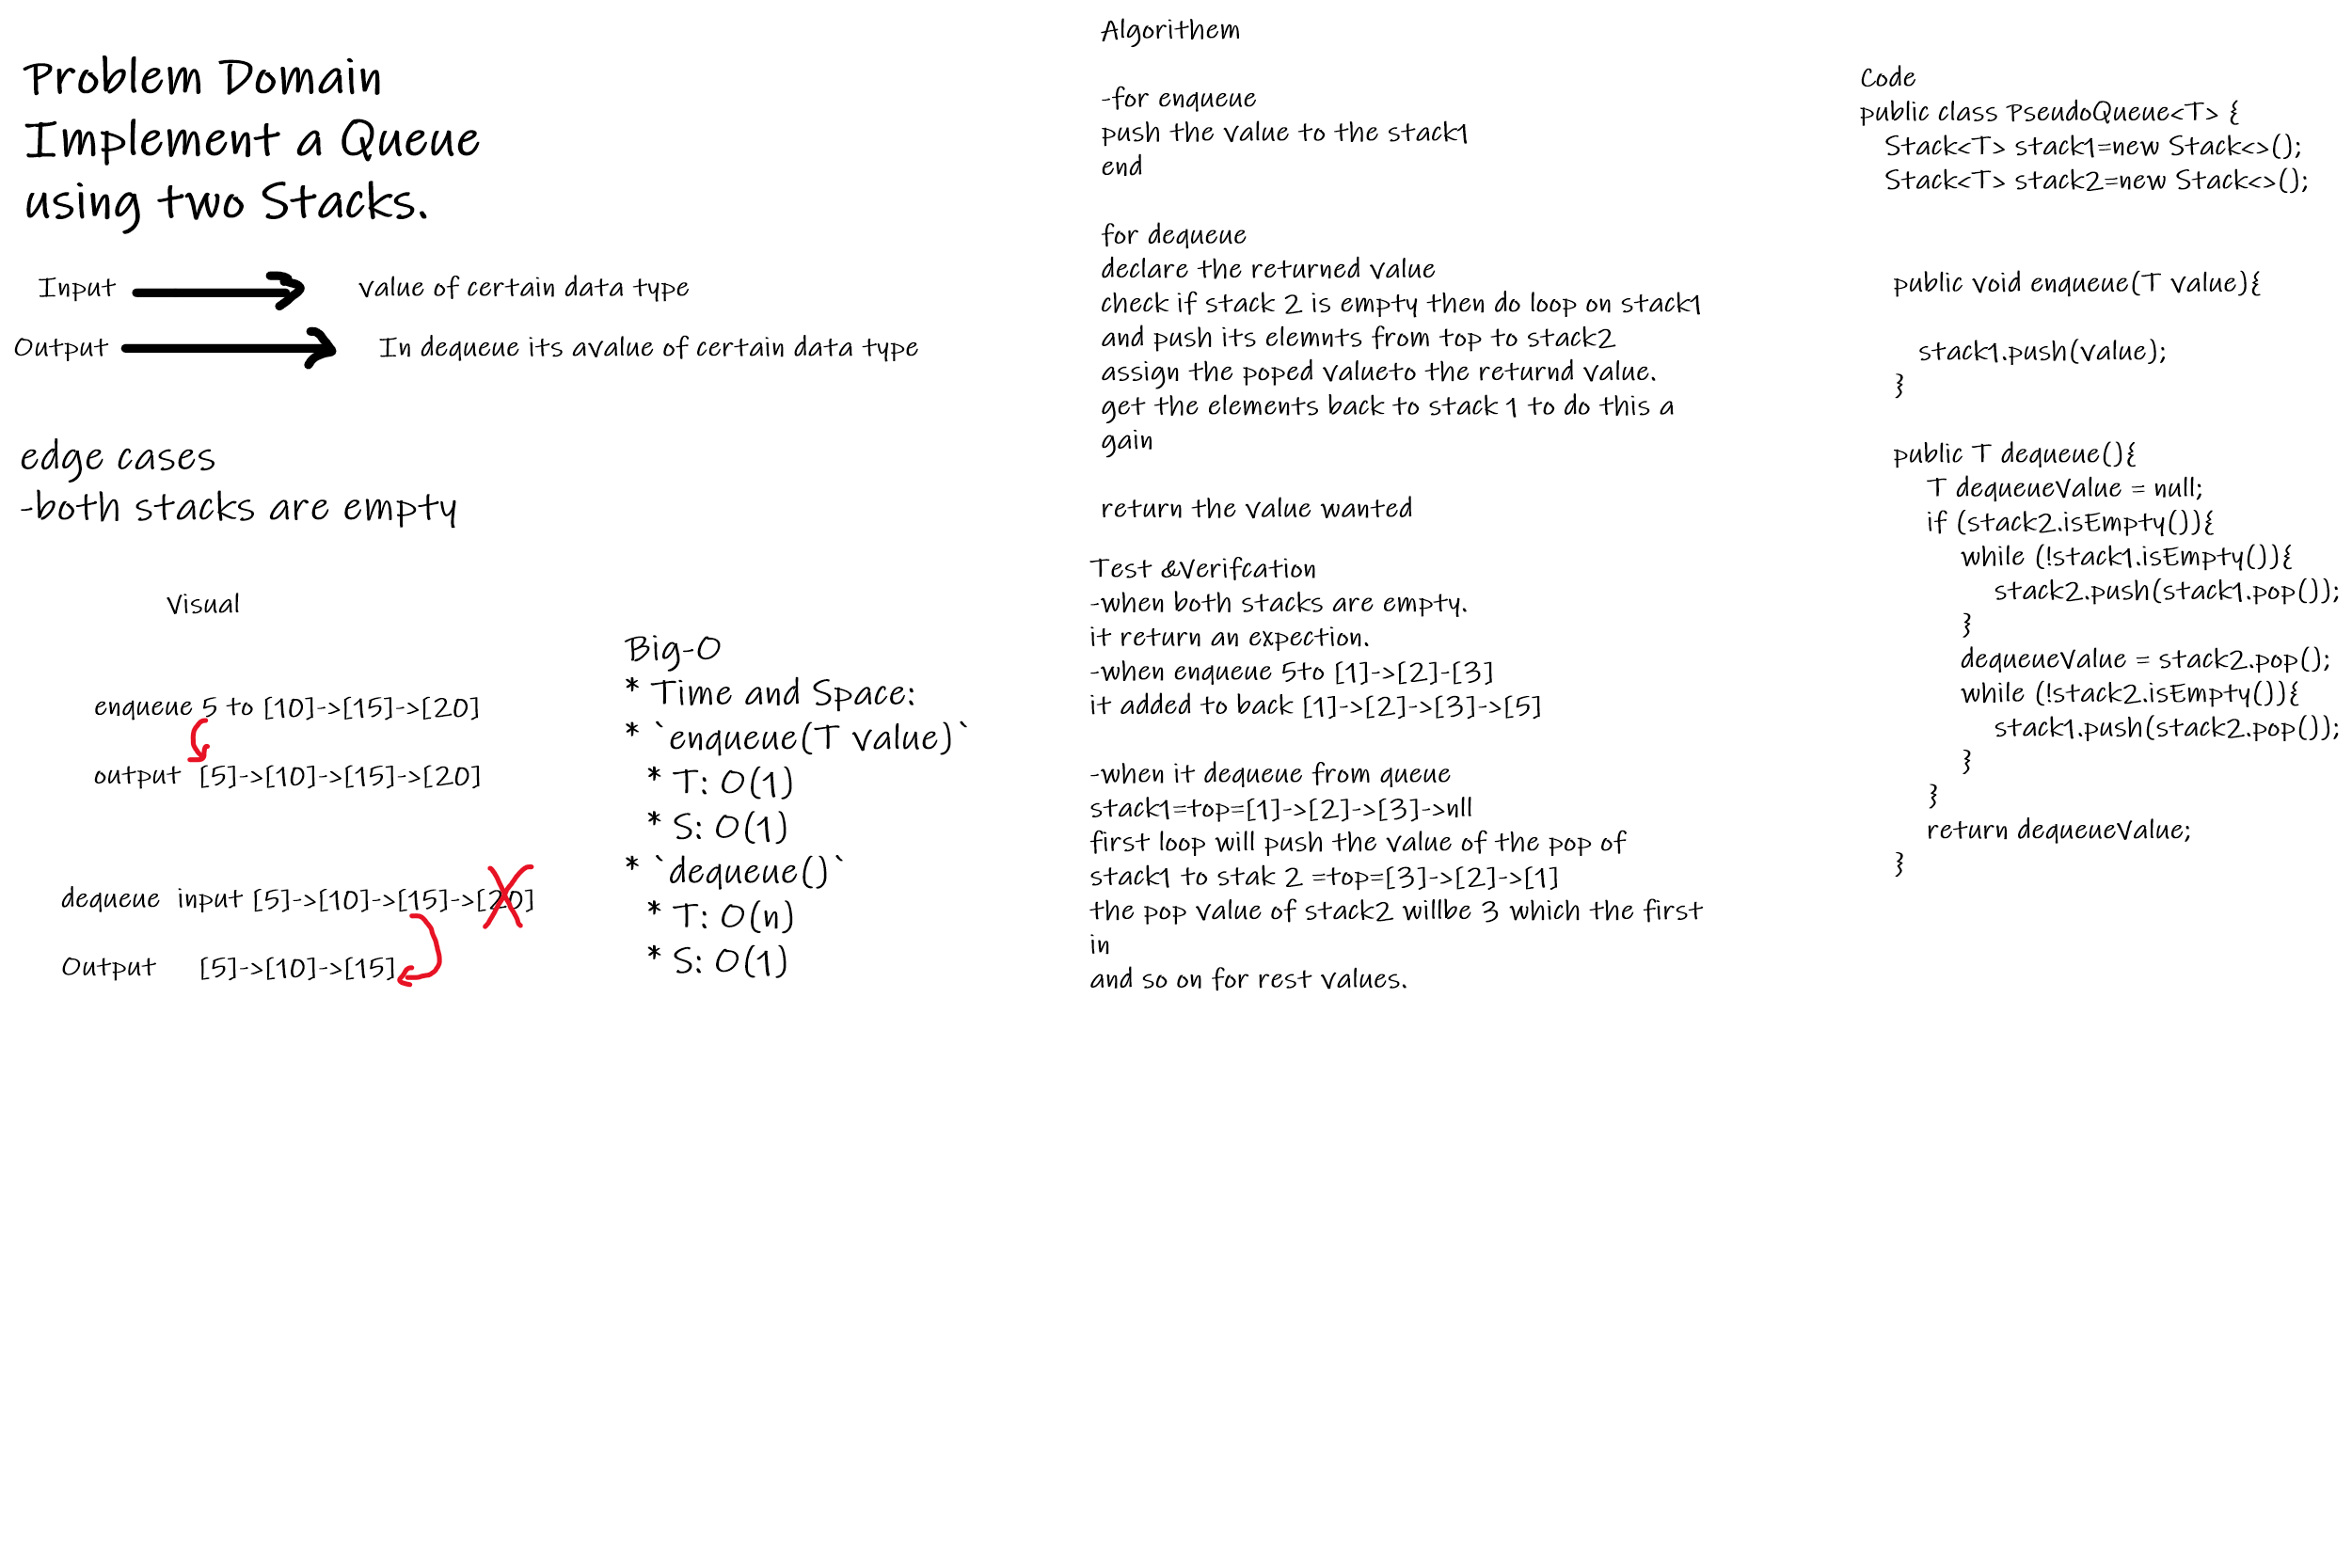 Problem Domain
Implement a Queue
using two Stacks.
Input
value of certain data type
Output
In dequeue its avalue of certain data type
edge cases
-both stacks are empty
Visual
enqueue 5 to [10]->[15]->[20]
output [5]->[10]->[15]->[20]
dequeue input [5]->[10]->[15]->[20]
Output [5]->[10]->[15]
Big-O
* Time and Space:
* `enqueue(T value)`
* T: O(1)
* S: O(1)
* `dequeue()`
* T: O(n)
* S: O(1)
Algorithem
-for enqueue
push the value to the stack1
end
for dequeue
declare the returned value
check if stack 2 is empty then do loop on stack1
and push its elemnts from top to stack2
assign the poped valueto the returnd value.
get the elements back to stack 1 to do this a
gain
return the value wanted
Test &Verifcation
-when both stacks are empty.
it return an expection.
-when enqueue 5to [1]->[2]-[3]
it added to back [1]->[2]->[3]->[5]
-when it dequeue from queue
stack1=top=[1]->[2]->[3]->nll
first loop will push the value of the pop of
stack1 to stak 2 =top=[3]->[2]->[1]
the pop value of stack2 willbe 3 which the first
in
and so on for rest values.
Code
public class PseudoQueue<T> {
Stack<T> stack1=new Stack<>();
Stack<T> stack2=new Stack<>();
public void enqueue(T value){
stack1.push(value);
}
public T dequeue(){
T dequeueValue = null;
if (stack2.isEmpty()){
while (!stack1.isEmpty()){
stack2.push(stack1.pop());
}
dequeueValue = stack2.pop();
while (!stack2.isEmpty()){
stack1.push(stack2.pop());
}
}
return dequeueValue;
}